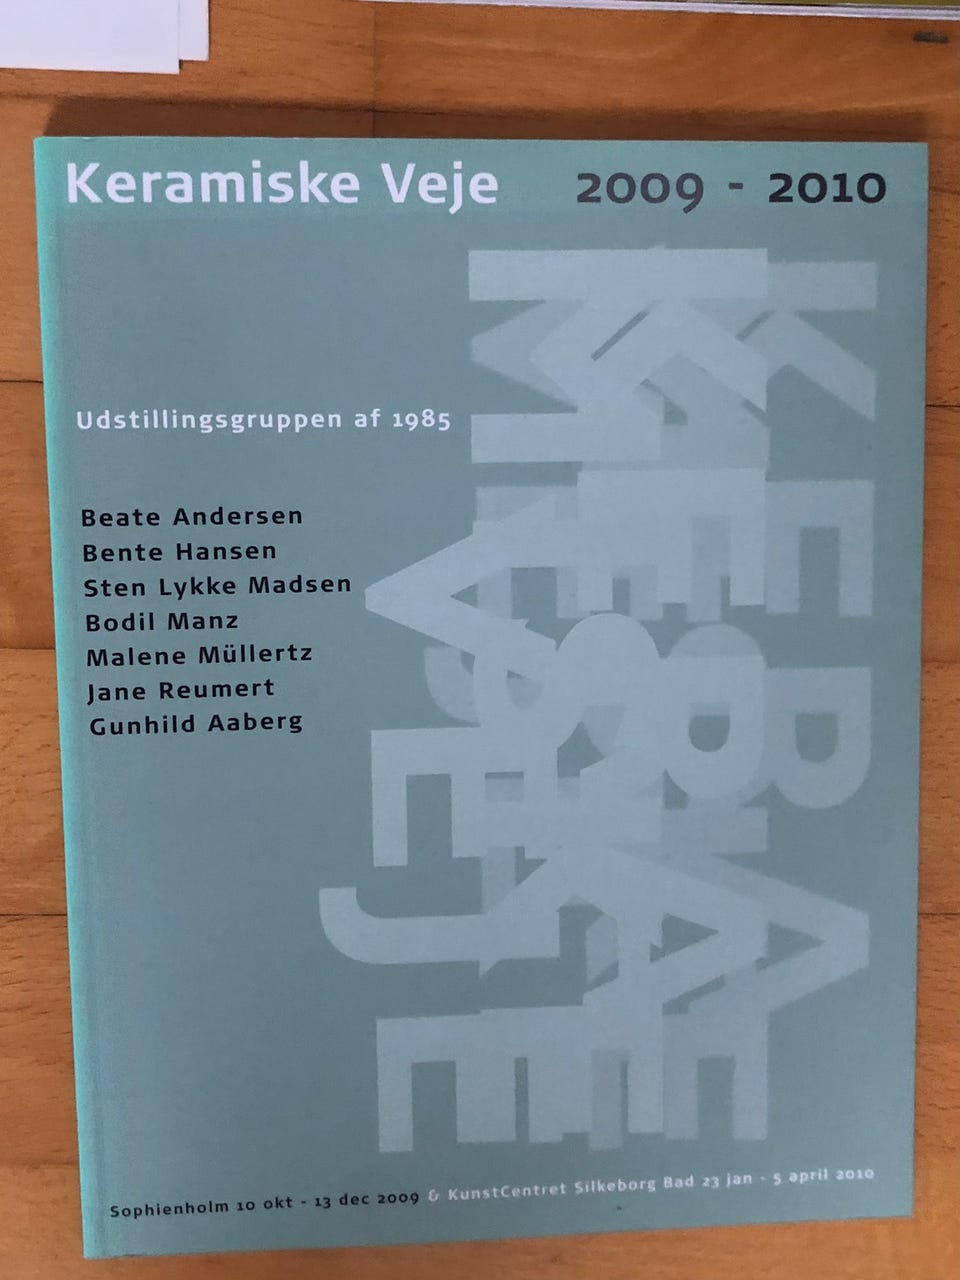 Keramiske Veje 2009 - 2010
Udstillingsgruppen af 1985
Beate Andersen
Bente Hansen
Sten Lykke Madsen
Bodil Manz
Malene Müllertz
Jane Reumert
Gunhild Aaberg
Sophienholm 10 okt - 13 dec 2009 & KunstCentret Silkeborg Bad 23 jan - 5 april 2010